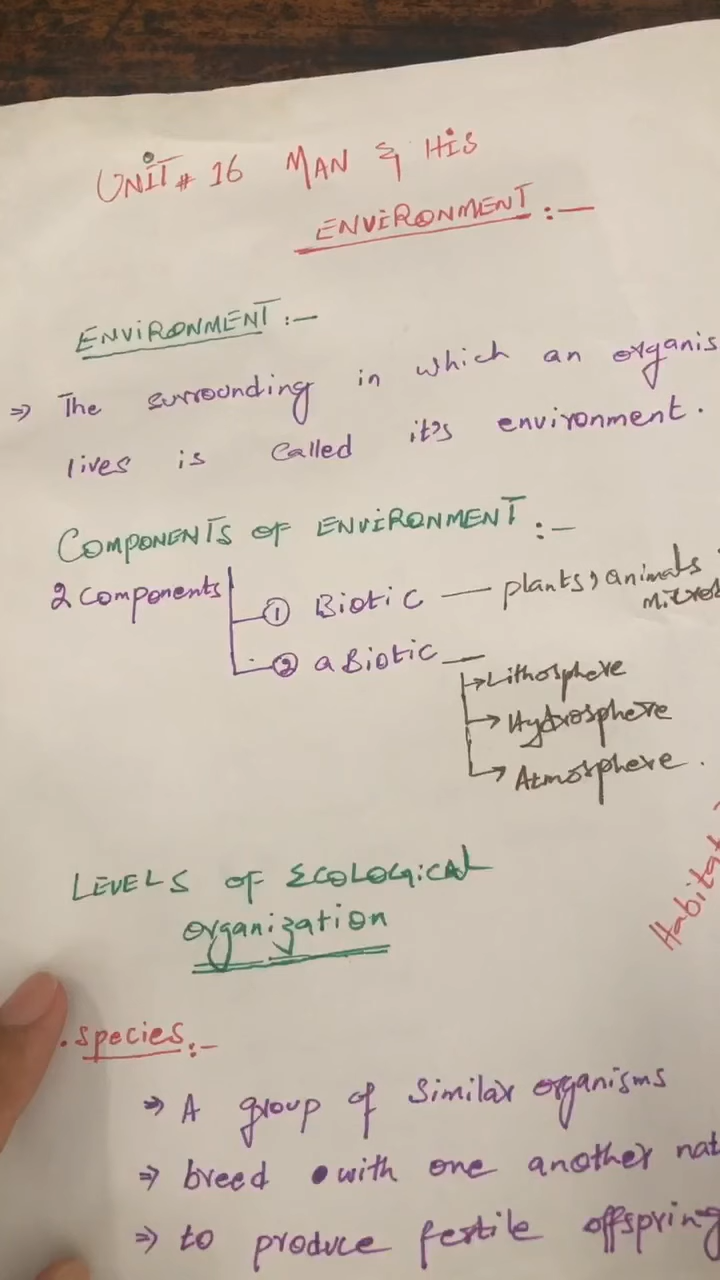 UNIT # 16 MAN & HIS
ENVIRONMENT :—
ENVIRONMENT :—
⇒ The surrounding in which an organis
lives is called it's environment.
COMPONENTS OF ENVIRONMENT :—
2 Components
① Biotic — plants, animals
② aBiotic —
→ Lithosphere
→ Hydrosphere
→ Atmosphere.
Habitat
LEVELS OF ECOLOGICAL
organization
. Species :—
⇒ A group of similar organisms
⇒ breed with one another nat
⇒ to produce fertile offspring